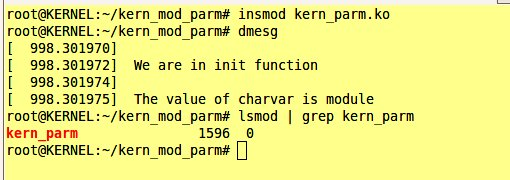 root@KERNEL:~/kern_mod_parm# insmod kern_parm.ko
root@KERNEL:~/kern_mod_parm# dmesg
[  998.301970]
[  998.301972]  We are in init function
[  998.301974]
[  998.301975]  The value of charvar is module
root@KERNEL:~/kern_mod_parm# lsmod | grep kern_parm
kern_parm               1596  0
root@KERNEL:~/kern_mod_parm#